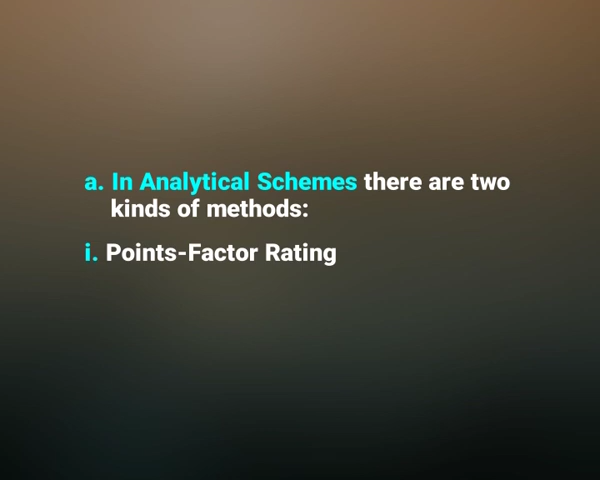 a. In Analytical Schemes there are two
kinds of methods:
i. Points-Factor Rating